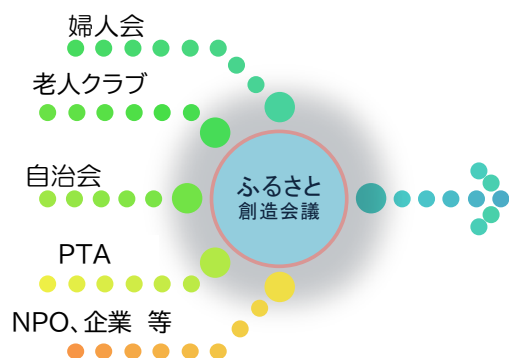 婦人会
老人クラブ
自治会
ふるさと
創造会議
PTA
NPO、企業 等